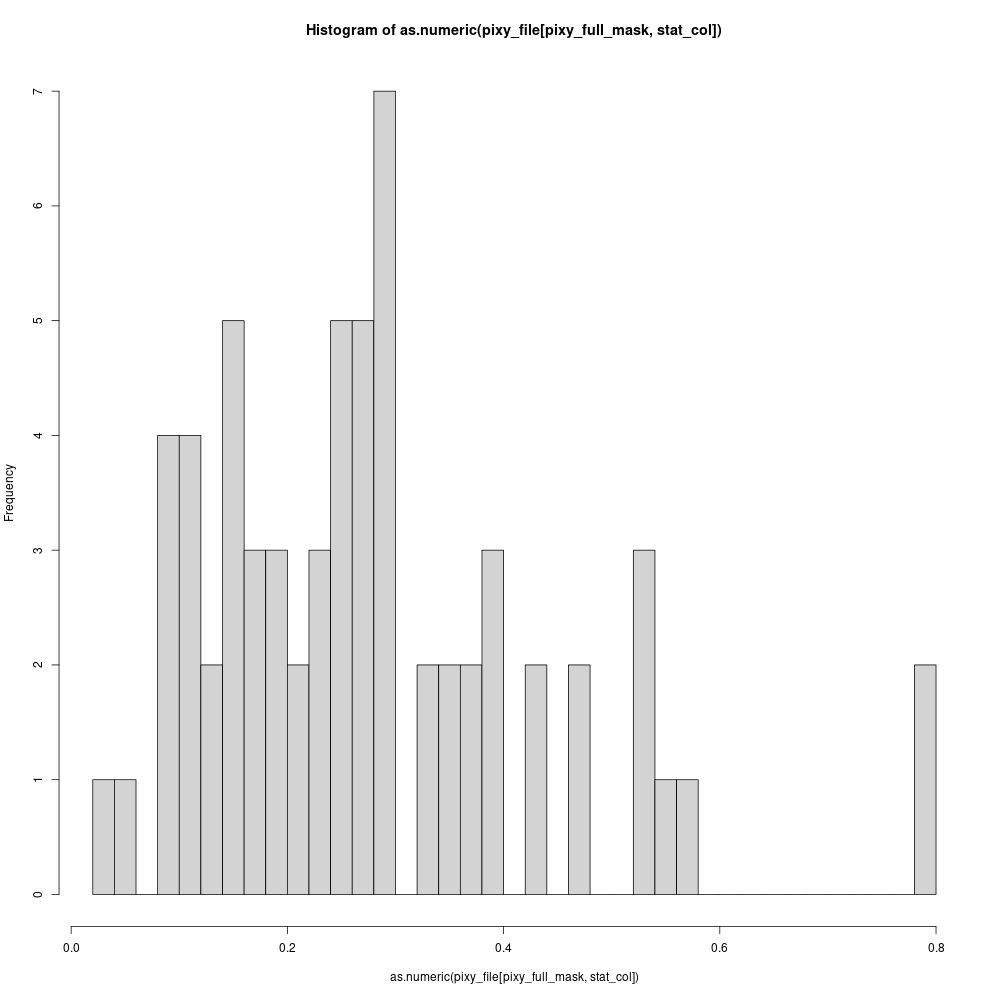 Histogram of as.numeric(pixy_file[pixy_full_mask, stat_col])
7
6
5
4
3
2
1
0
Frequency
0.0 0.2 0.4 0.6 0.8
as.numeric(pixy_file[pixy_full_mask, stat_col])